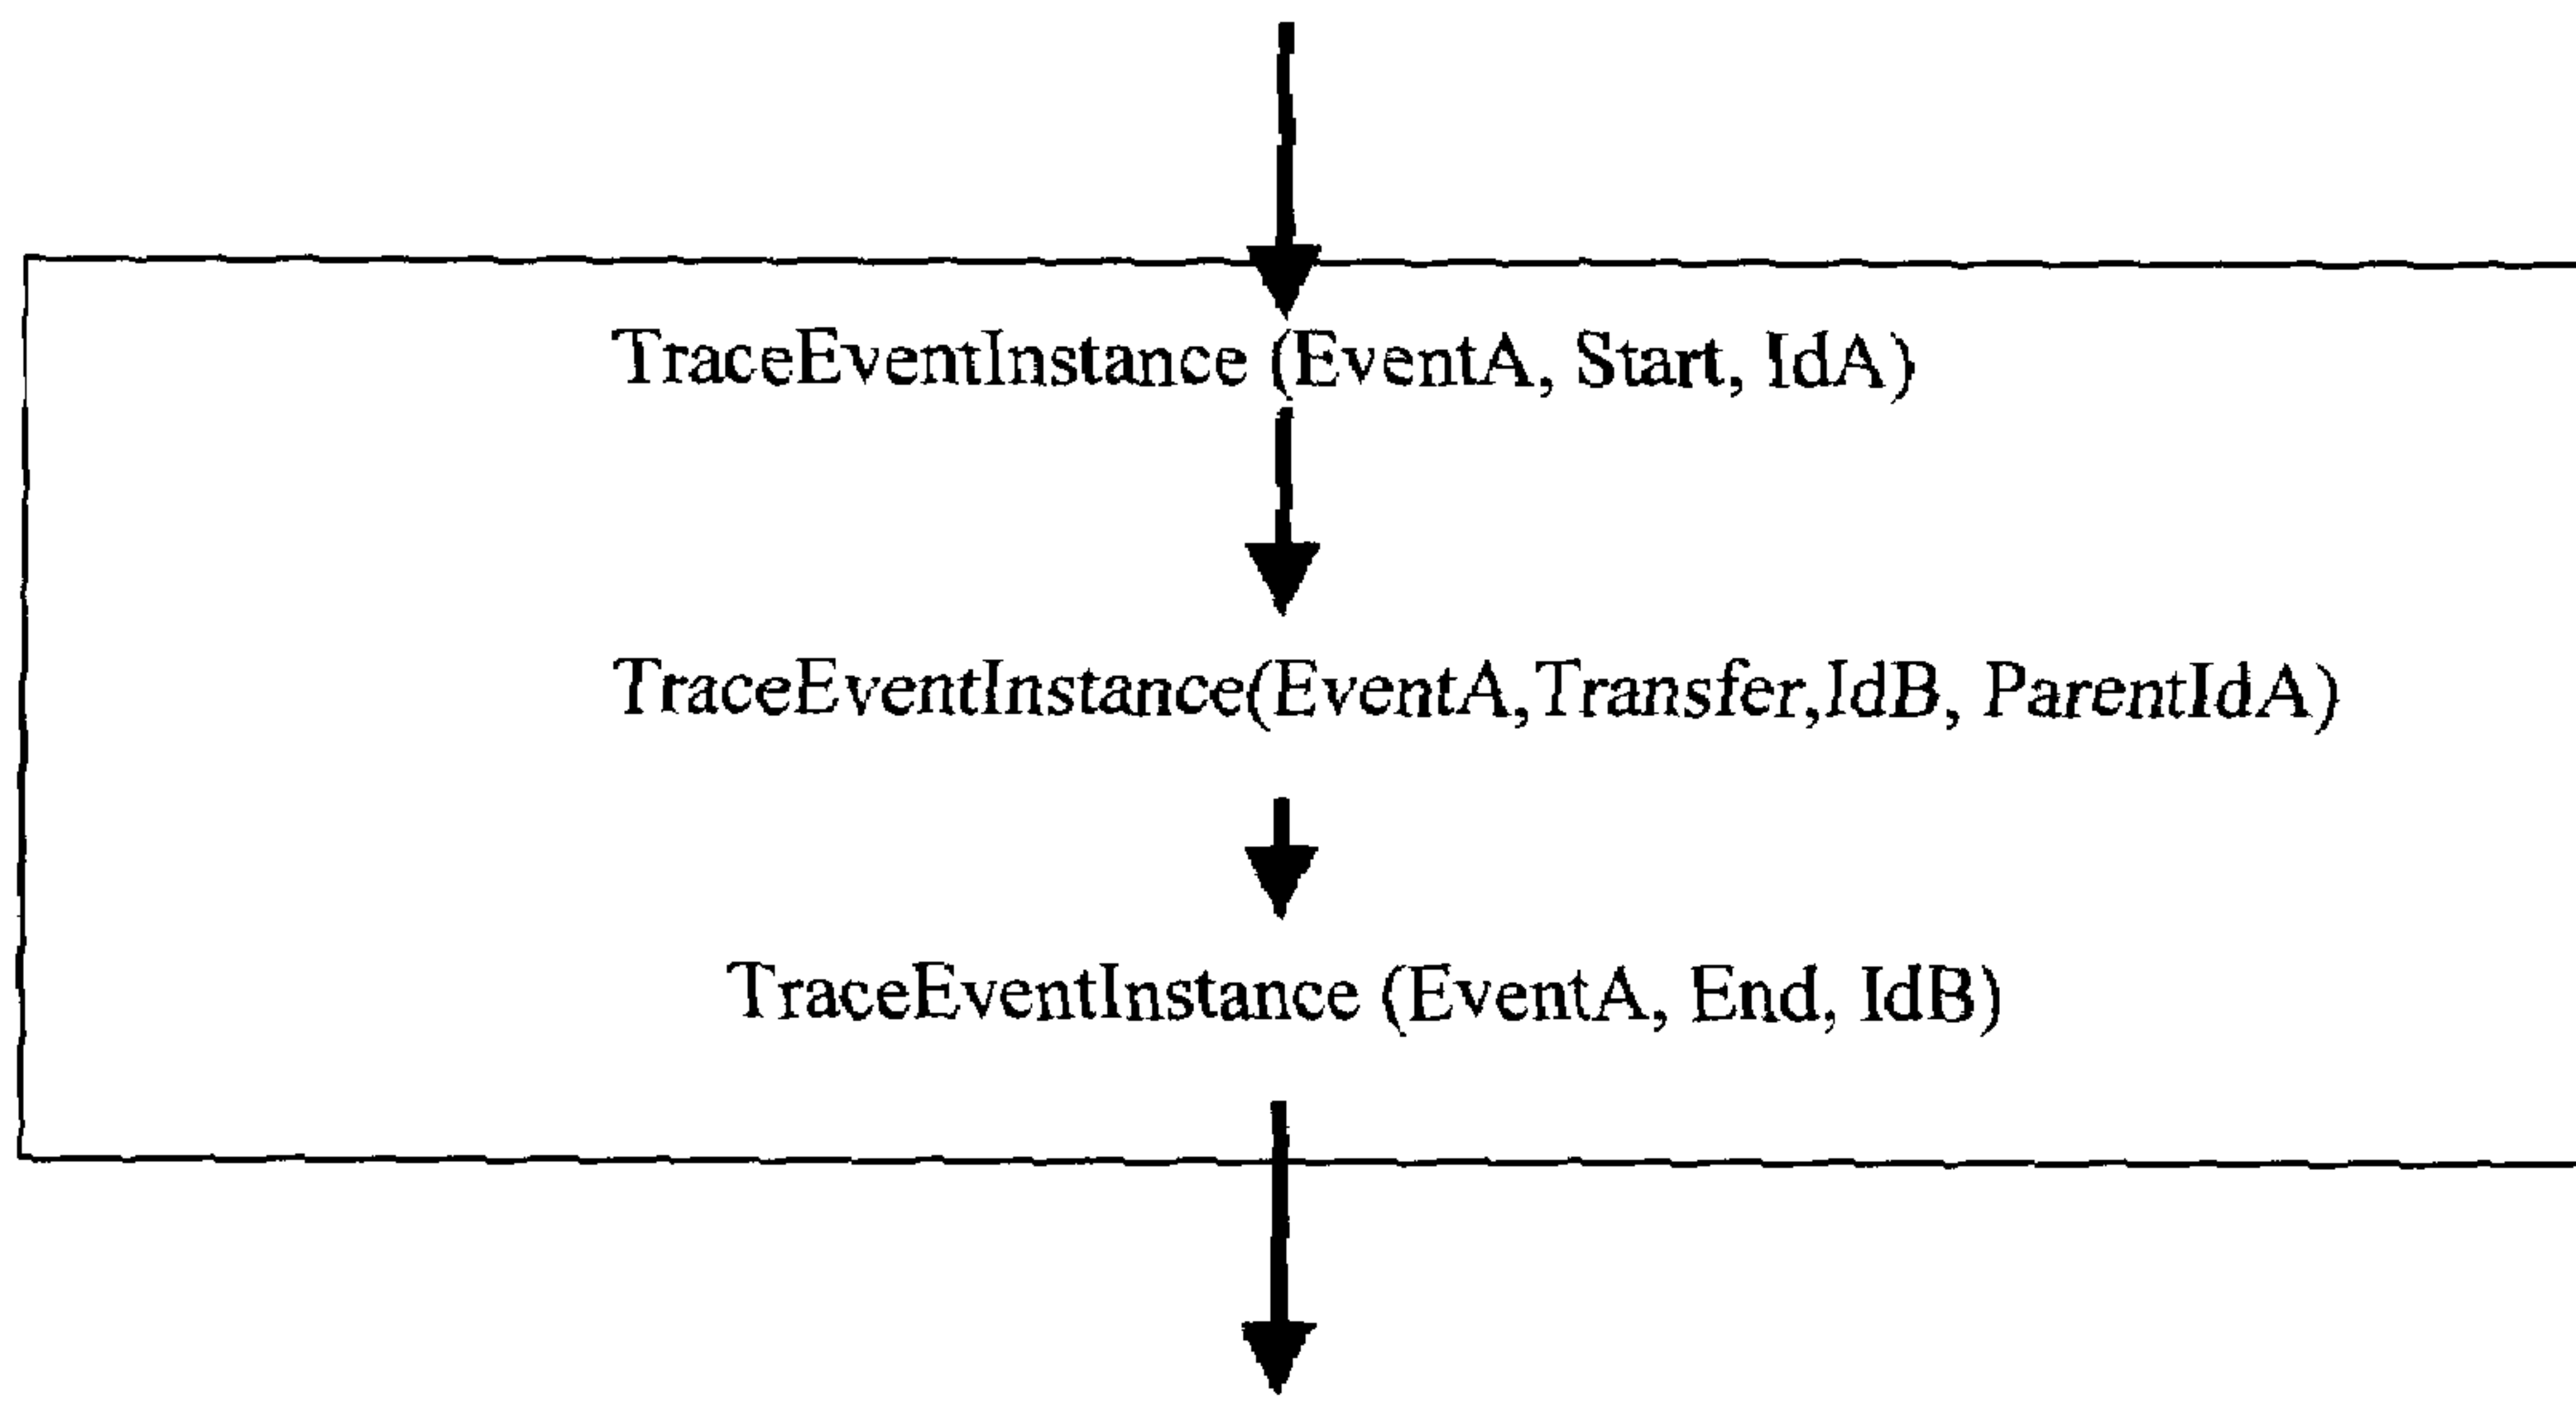 TraceEventInstance (EventA, Start, IdA)
TraceEventInstance(EventA,Transfer,IdB, ParentIdA)
TraceEventInstance (EventA, End, IdB)